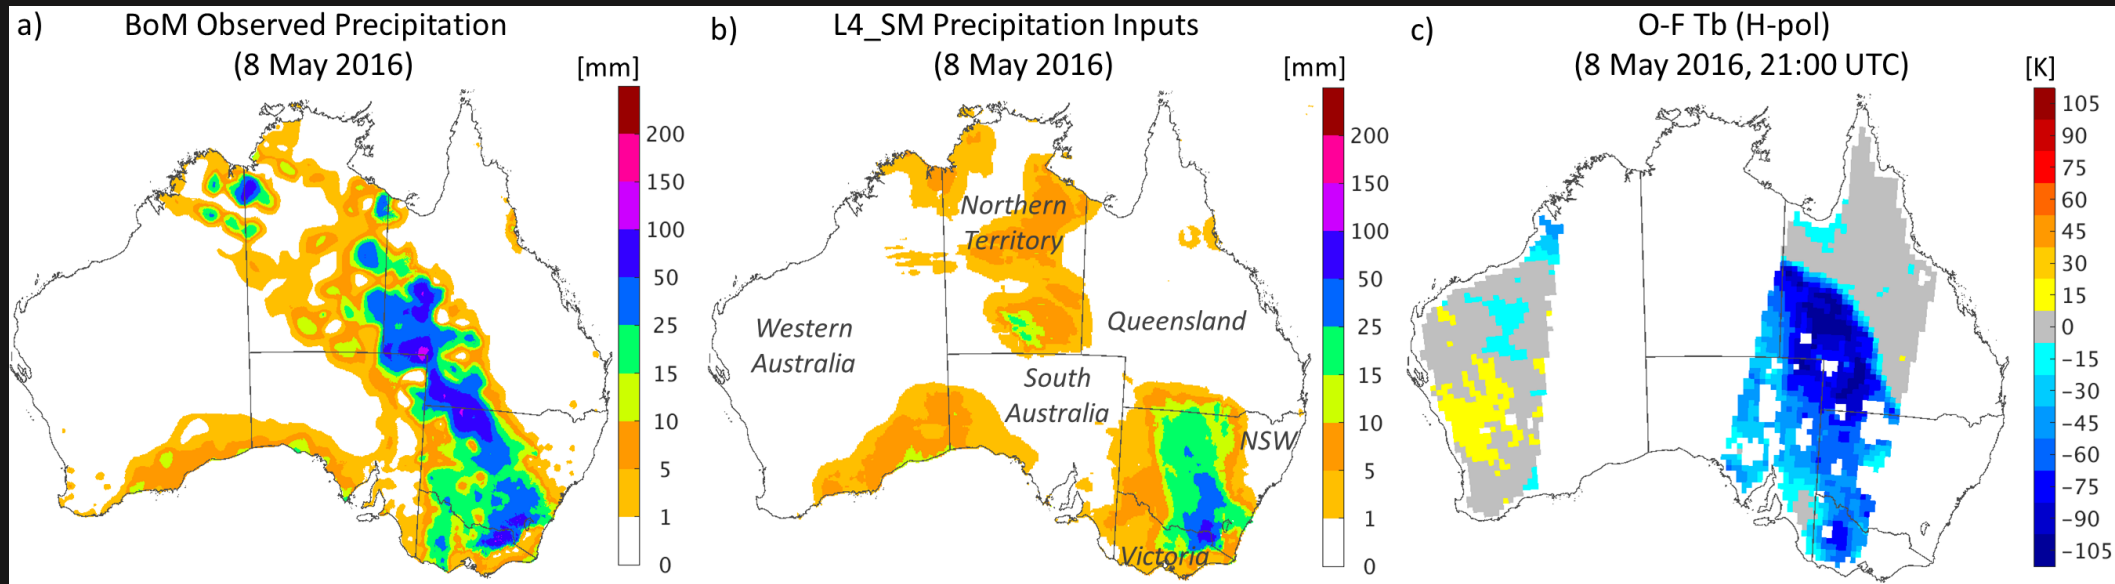 a)
BoM Observed Precipitation
(8 May 2016)
[mm]
200
150
100
50
25
15
10
5
1
0
b)
L4_SM Precipitation Inputs
(8 May 2016)
[mm]
Northern
Territory
Western
Australia
Queensland
South
Australia
NSW
Victoria
200
150
100
50
25
15
10
5
1
0
c)
O-F Tb (H-pol)
(8 May 2016, 21:00 UTC)
[K]
105
90
75
60
45
30
15
0
−15
−30
−45
−60
−75
−90
−105